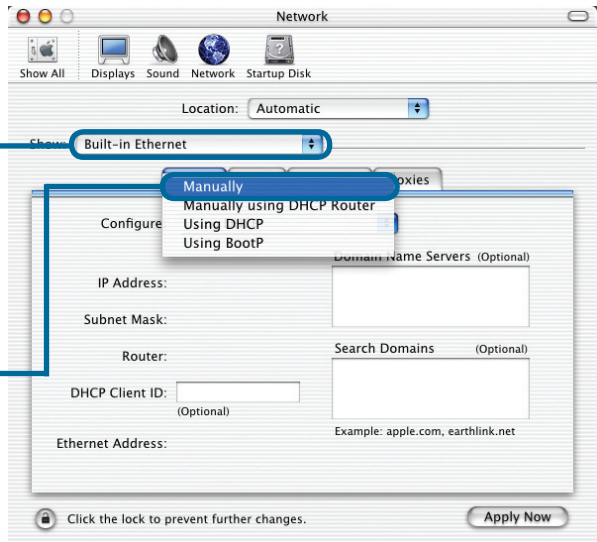 Network
Show All Displays Sound Network Startup Disk
Location: Automatic
Show: Built-in Ethernet
Manually
Manually using DHCP Router
Using DHCP
Using BootP
oxies
Configure
Domain Name Servers (Optional)
IP Address:
Subnet Mask:
Router:
Search Domains (Optional)
DHCP Client ID:
(Optional)
Example: apple.com, earthlink.net
Ethernet Address:
Click the lock to prevent further changes.
Apply Now